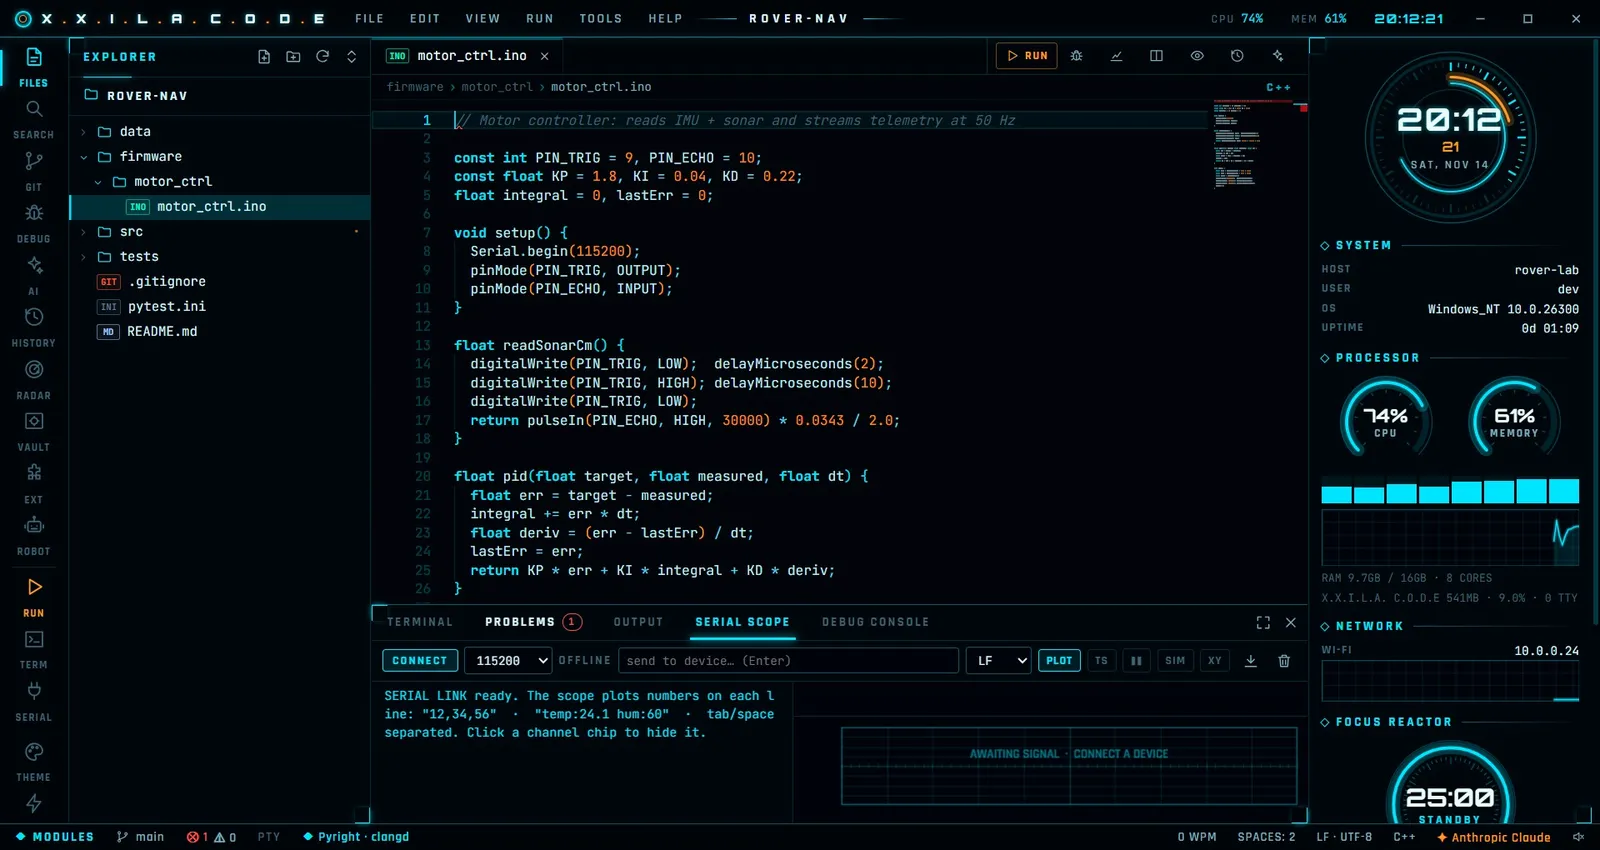 X.X.I.L.A.C.O.D.E FILE EDIT VIEW RUN TOOLS HELP ROVER-NAV CPU 74% MEM 61% 20:12:21
FILES
SEARCH
GIT
DEBUG
AI
HISTORY
RADAR
VAULT
EXT
ROBOT
RUN
TERM
SERIAL
THEME
EXPLORER
ROVER-NAV
data
firmware
motor_ctrl
INO motor_ctrl.ino
src
tests
GIT .gitignore
INI pytest.ini
MD README.md
INO motor_ctrl.ino
RUN
firmware › motor_ctrl › motor_ctrl.ino C++
1 // Motor controller: reads IMU + sonar and streams telemetry at 50 Hz
2
3 const int PIN_TRIG = 9, PIN_ECHO = 10;
4 const float KP = 1.8, KI = 0.04, KD = 0.22;
5 float integral = 0, lastErr = 0;
6
7 void setup() {
8 Serial.begin(115200);
9 pinMode(PIN_TRIG, OUTPUT);
10 pinMode(PIN_ECHO, INPUT);
11 }
12
13 float readSonarCm() {
14 digitalWrite(PIN_TRIG, LOW); delayMicroseconds(2);
15 digitalWrite(PIN_TRIG, HIGH); delayMicroseconds(10);
16 digitalWrite(PIN_TRIG, LOW);
17 return pulseIn(PIN_ECHO, HIGH, 30000) * 0.0343 / 2.0;
18 }
19
20 float pid(float target, float measured, float dt) {
21 float err = target - measured;
22 integral += err * dt;
23 float deriv = (err - lastErr) / dt;
24 lastErr = err;
25 return KP * err + KI * integral + KD * deriv;
26 }
TERMINAL PROBLEMS 1 OUTPUT SERIAL SCOPE DEBUG CONSOLE
CONNECT 115200 OFFLINE send to device… (Enter) LF PLOT TS SIM XY
SERIAL LINK ready. The scope plots numbers on each l
ine: "12,34,56" · "temp:24.1 hum:60" · tab/space
separated. Click a channel chip to hide it.
AWAITING SIGNAL · CONNECT A DEVICE
20:12
21
SAT, NOV 14
SYSTEM
HOST rover-lab
USER dev
OS Windows_NT 10.0.26300
UPTIME 0d 01:09
PROCESSOR
74% CPU
61% MEMORY
RAM 9.7GB / 16GB · 8 CORES
X.X.I.L.A. C.O.D.E 541MB · 9.0% · 0 TTY
NETWORK
WI-FI 10.0.0.24
FOCUS REACTOR
25:00
STANDBY
MODULES main 1 0 PTY Pyright · clangd 0 WPM SPACES: 2 LF · UTF-8 C++ Anthropic Claude